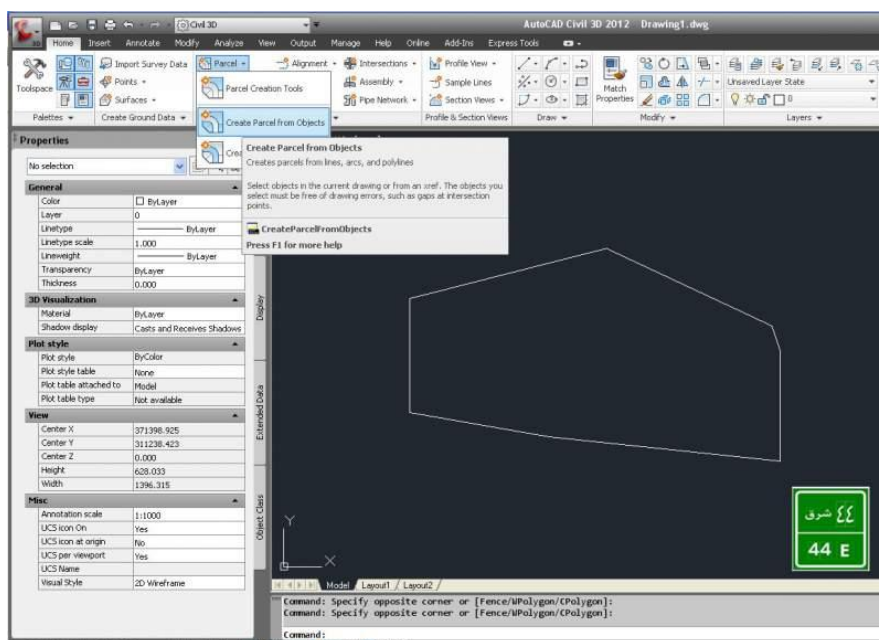 Civil 3D
AutoCAD Civil 3D 2012 Drawing1.dwg
Home Insert Annotate Modify Analyze View Output Manage Help Online Add-Ins Express Tools
Toolspace
Import Survey Data
Points
Surfaces
Parcel
Alignment
Intersections
Assembly
Pipe Network
Profile View
Sample Lines
Section Views
Match Properties
Unsaved Layer State
0
Palettes Create Ground Data Profile & Section Views Draw Modify Layers
Parcel Creation Tools
Create Parcel from Objects
Create Parcel from Objects
Creates parcels from lines, arcs, and polylines
Select objects in the current drawing or from an xref. The objects you
select must be free of drawing errors, such as gaps at intersection
points.
CreateParcelFromObjects
Press F1 for more help
Properties
No selection
General
Color ByLayer
Layer 0
Linetype ByLayer
Linetype scale 1.000
Lineweight ByLayer
Transparency ByLayer
Thickness 0.000
3D Visualization
Material ByLayer
Shadow display Casts and Receives Shadows
Plot style
Plot style ByColor
Plot style table None
Plot table attached to Model
Plot table type Not available
View
Center X 371398.925
Center Y 311238.423
Center Z 0.000
Height 628.033
Width 1396.315
Misc
Annotation scale 1:1000
UCS icon On Yes
UCS icon at origin No
UCS per viewport Yes
UCS Name
Visual Style 2D Wireframe
Display
Extended Data
Object Class
Y
X
٤٤ شرق
44 E
Model Layout1 Layout2
Command: Specify opposite corner or [Fence/WPolygon/CPolygon]:
Command: Specify opposite corner or [Fence/WPolygon/CPolygon]:
Command: